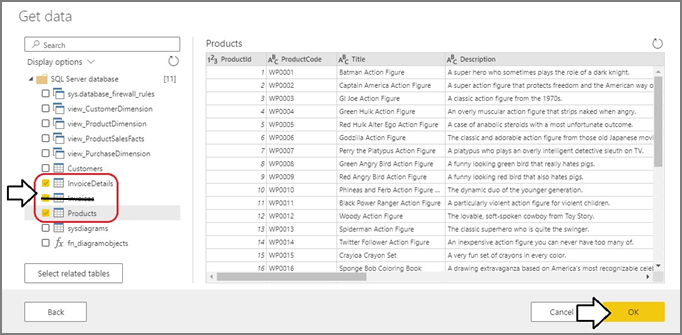 Get data
Search
Display options
SQL Server database [11]
sys.database_firewall_rules
view_CustomerDimension
view_ProductDimension
view_ProductSalesFacts
view_PurchaseDimension
Customers
InvoiceDetails
Invoices
Products
sysdiagrams
fx fn_diagramobjects
Select related tables
Products
123 ProductId ABC ProductCode ABC Title ABC Description
1 WP0001 Batman Action Figure A super hero who sometimes plays the role of a dark knight.
2 WP0002 Captain America Action Figure A super action figure that protects freedom and the American way o
3 WP0003 GI Joe Action Figure A classic action figure from the 1970s.
4 WP0004 Green Hulk Action Figure An overly muscular action figure that strips naked when angry.
5 WP0005 Red Hulk Alter Ego Action Figure A case of anabolic steroids with a most unfortunate outcome.
6 WP0006 Godzilla Action Figure The classic and adorable action figure from those old Japanese movi
7 WP0007 Perry the Platypus Action Figure A platypus who plays an overly intelligent detective sleuth on TV.
8 WP0008 Green Angry Bird Action Figure A funny looking green bird that really hates pigs.
9 WP0009 Red Angry Bird Action Figure A funny looking red bird that also hates pigs.
10 WP0010 Phineas and Ferb Action Figure ... The dynamic duo of the younger generation.
11 WP0011 Black Power Ranger Action Figure A particularly violent action figure for violent children.
12 WP0012 Woody Action Figure The lovable, soft-spoken cowboy from Toy Story.
13 WP0013 Spiderman Action Figure The classic superhero who is quite the swinger.
14 WP0014 Twitter Follower Action Figure An inexpensive action figure you can never have too many of.
15 WP0015 Crayloa Crayon Set A very fun set of crayons in every color.
16 WP0016 Sponge Bob Coloring Book A drawing extravaganza based on America's most recognizable celet
Back
Cancel
OK